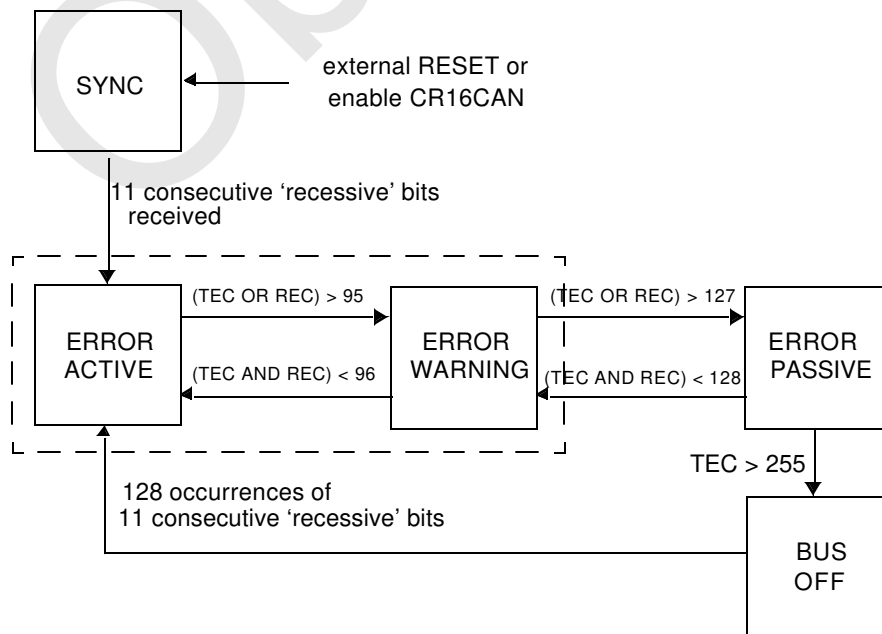 SYNC
external RESET or
enable CR16CAN
11 consecutive ‘recessive’ bits
received
(TEC OR REC) > 95
(TEC OR REC) > 127
ERROR
ACTIVE
ERROR
WARNING
ERROR
PASSIVE
(TEC AND REC) < 96
(TEC AND REC) < 128
TEC > 255
128 occurrences of
11 consecutive ‘recessive’ bits
BUS
OFF